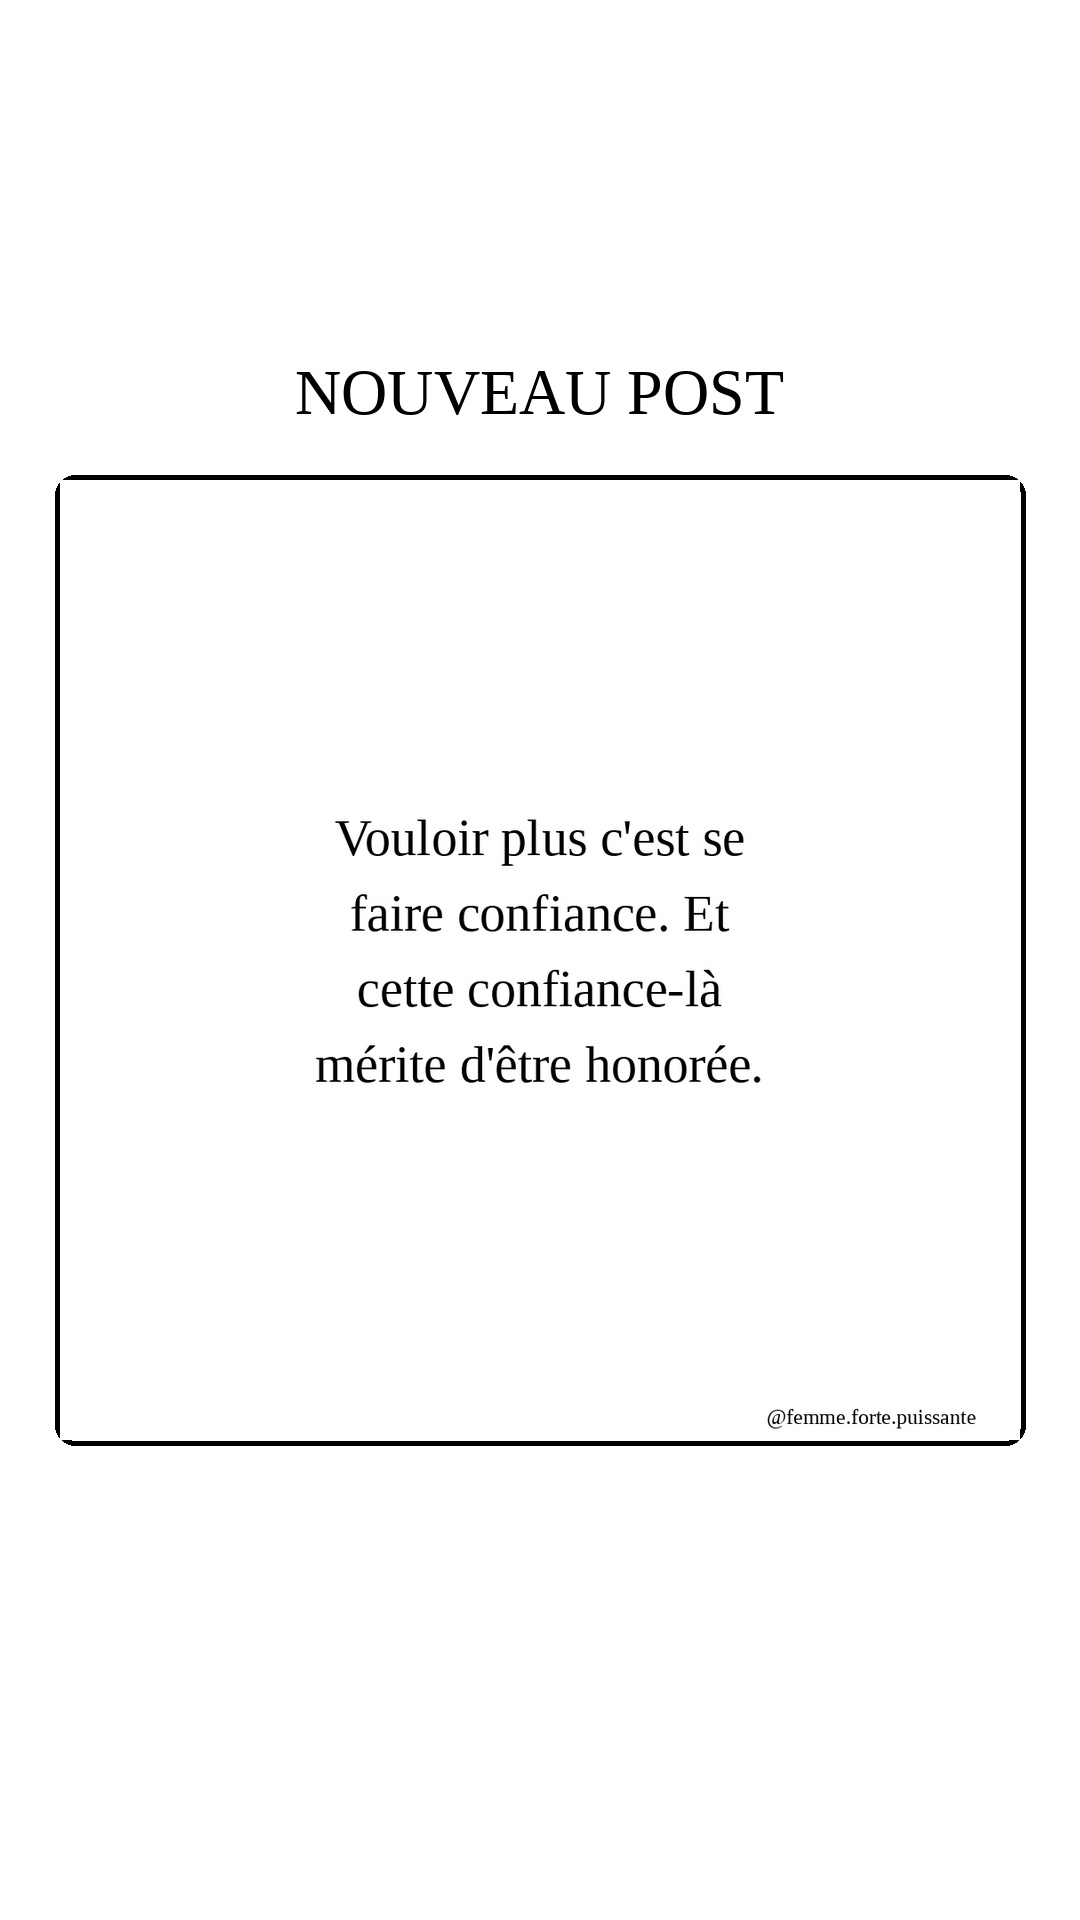 NOUVEAU POST
Vouloir plus c'est se
faire confiance. Et
cette confiance-là
mérite d'être honorée.
@femme.forte.puissante